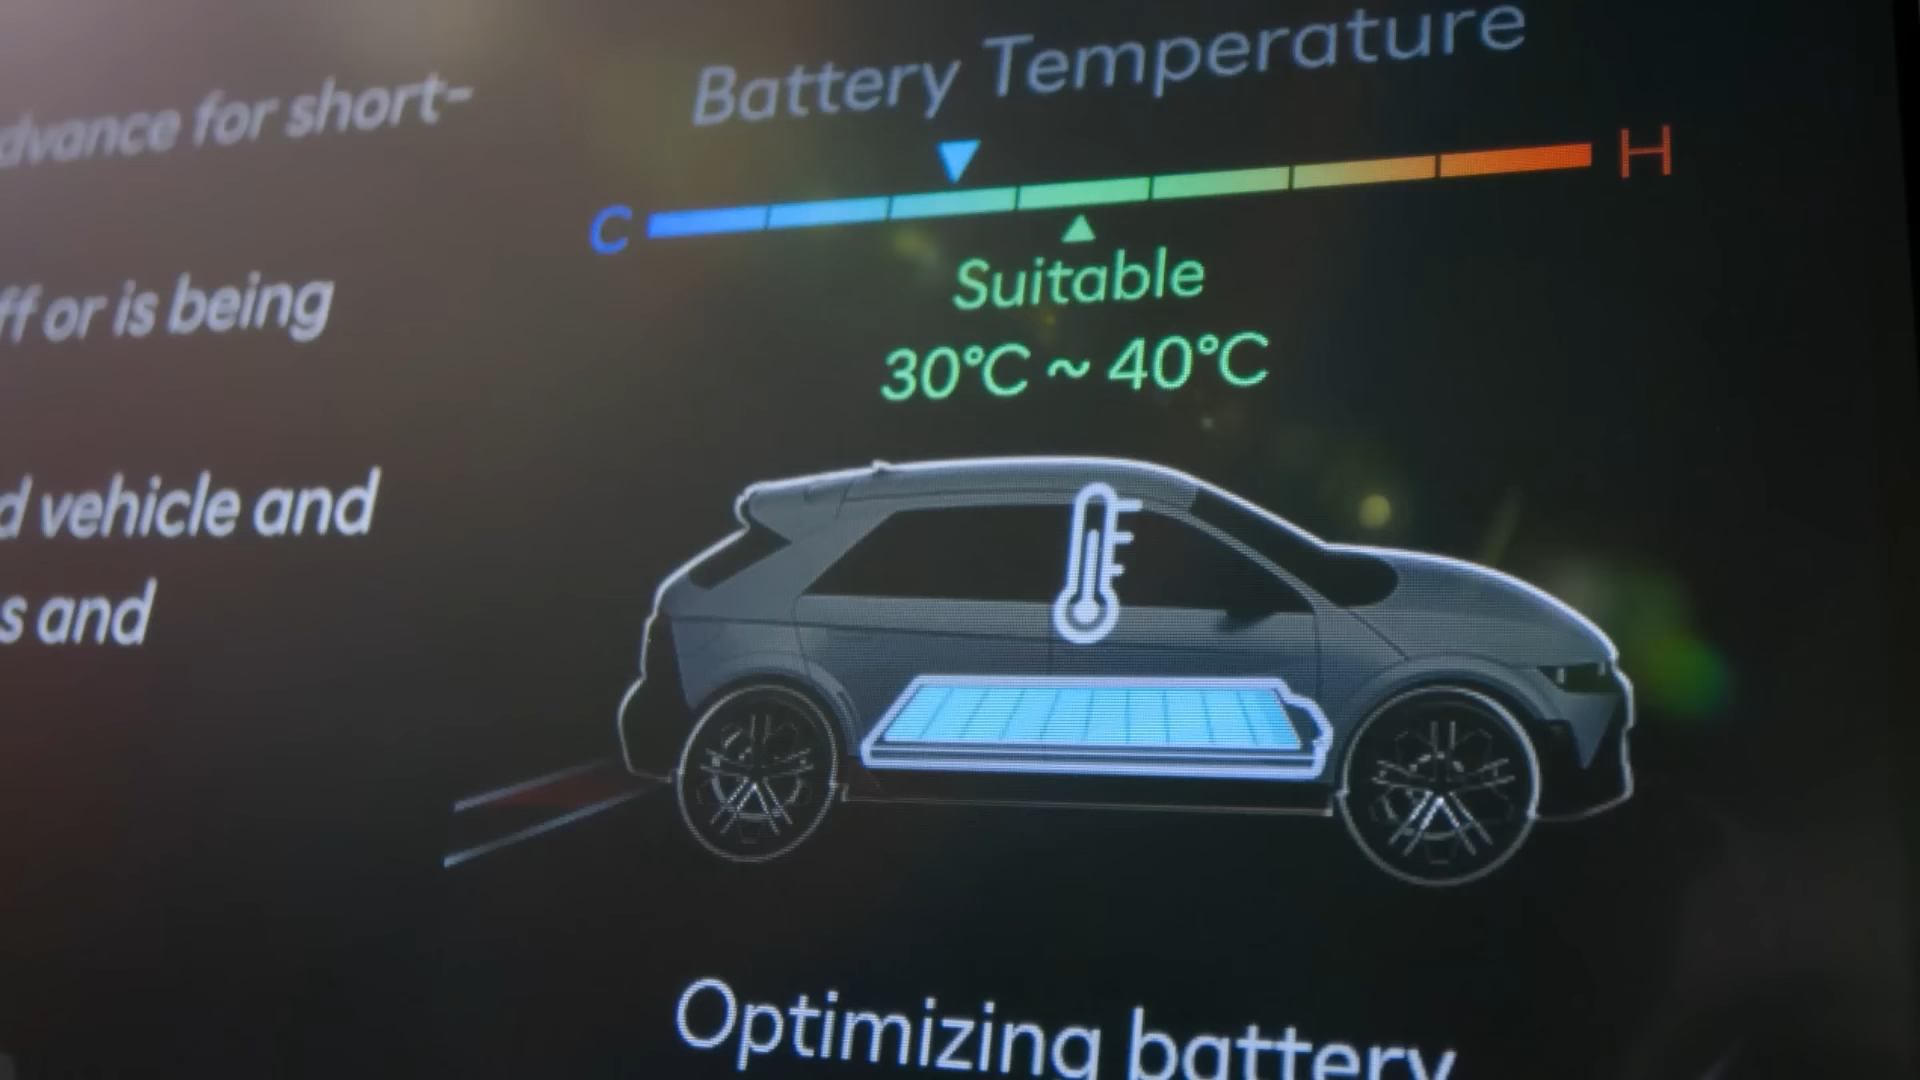 dvance for short-
ff or is being
d vehicle and
s and
Battery Temperature
C H
Suitable
30°C ~ 40°C
Optimizing battery